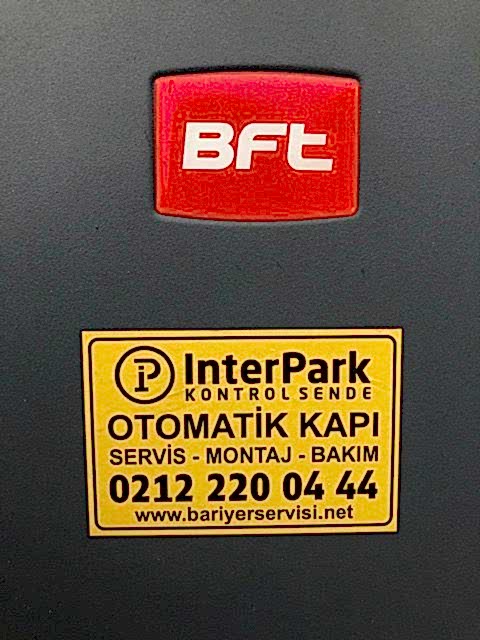 BFt
InterPark
KONTROL SENDE
OTOMATİK KAPI
SERVİS - MONTAJ - BAKIM
0212 220 04 44
www.bariyerservisi.net